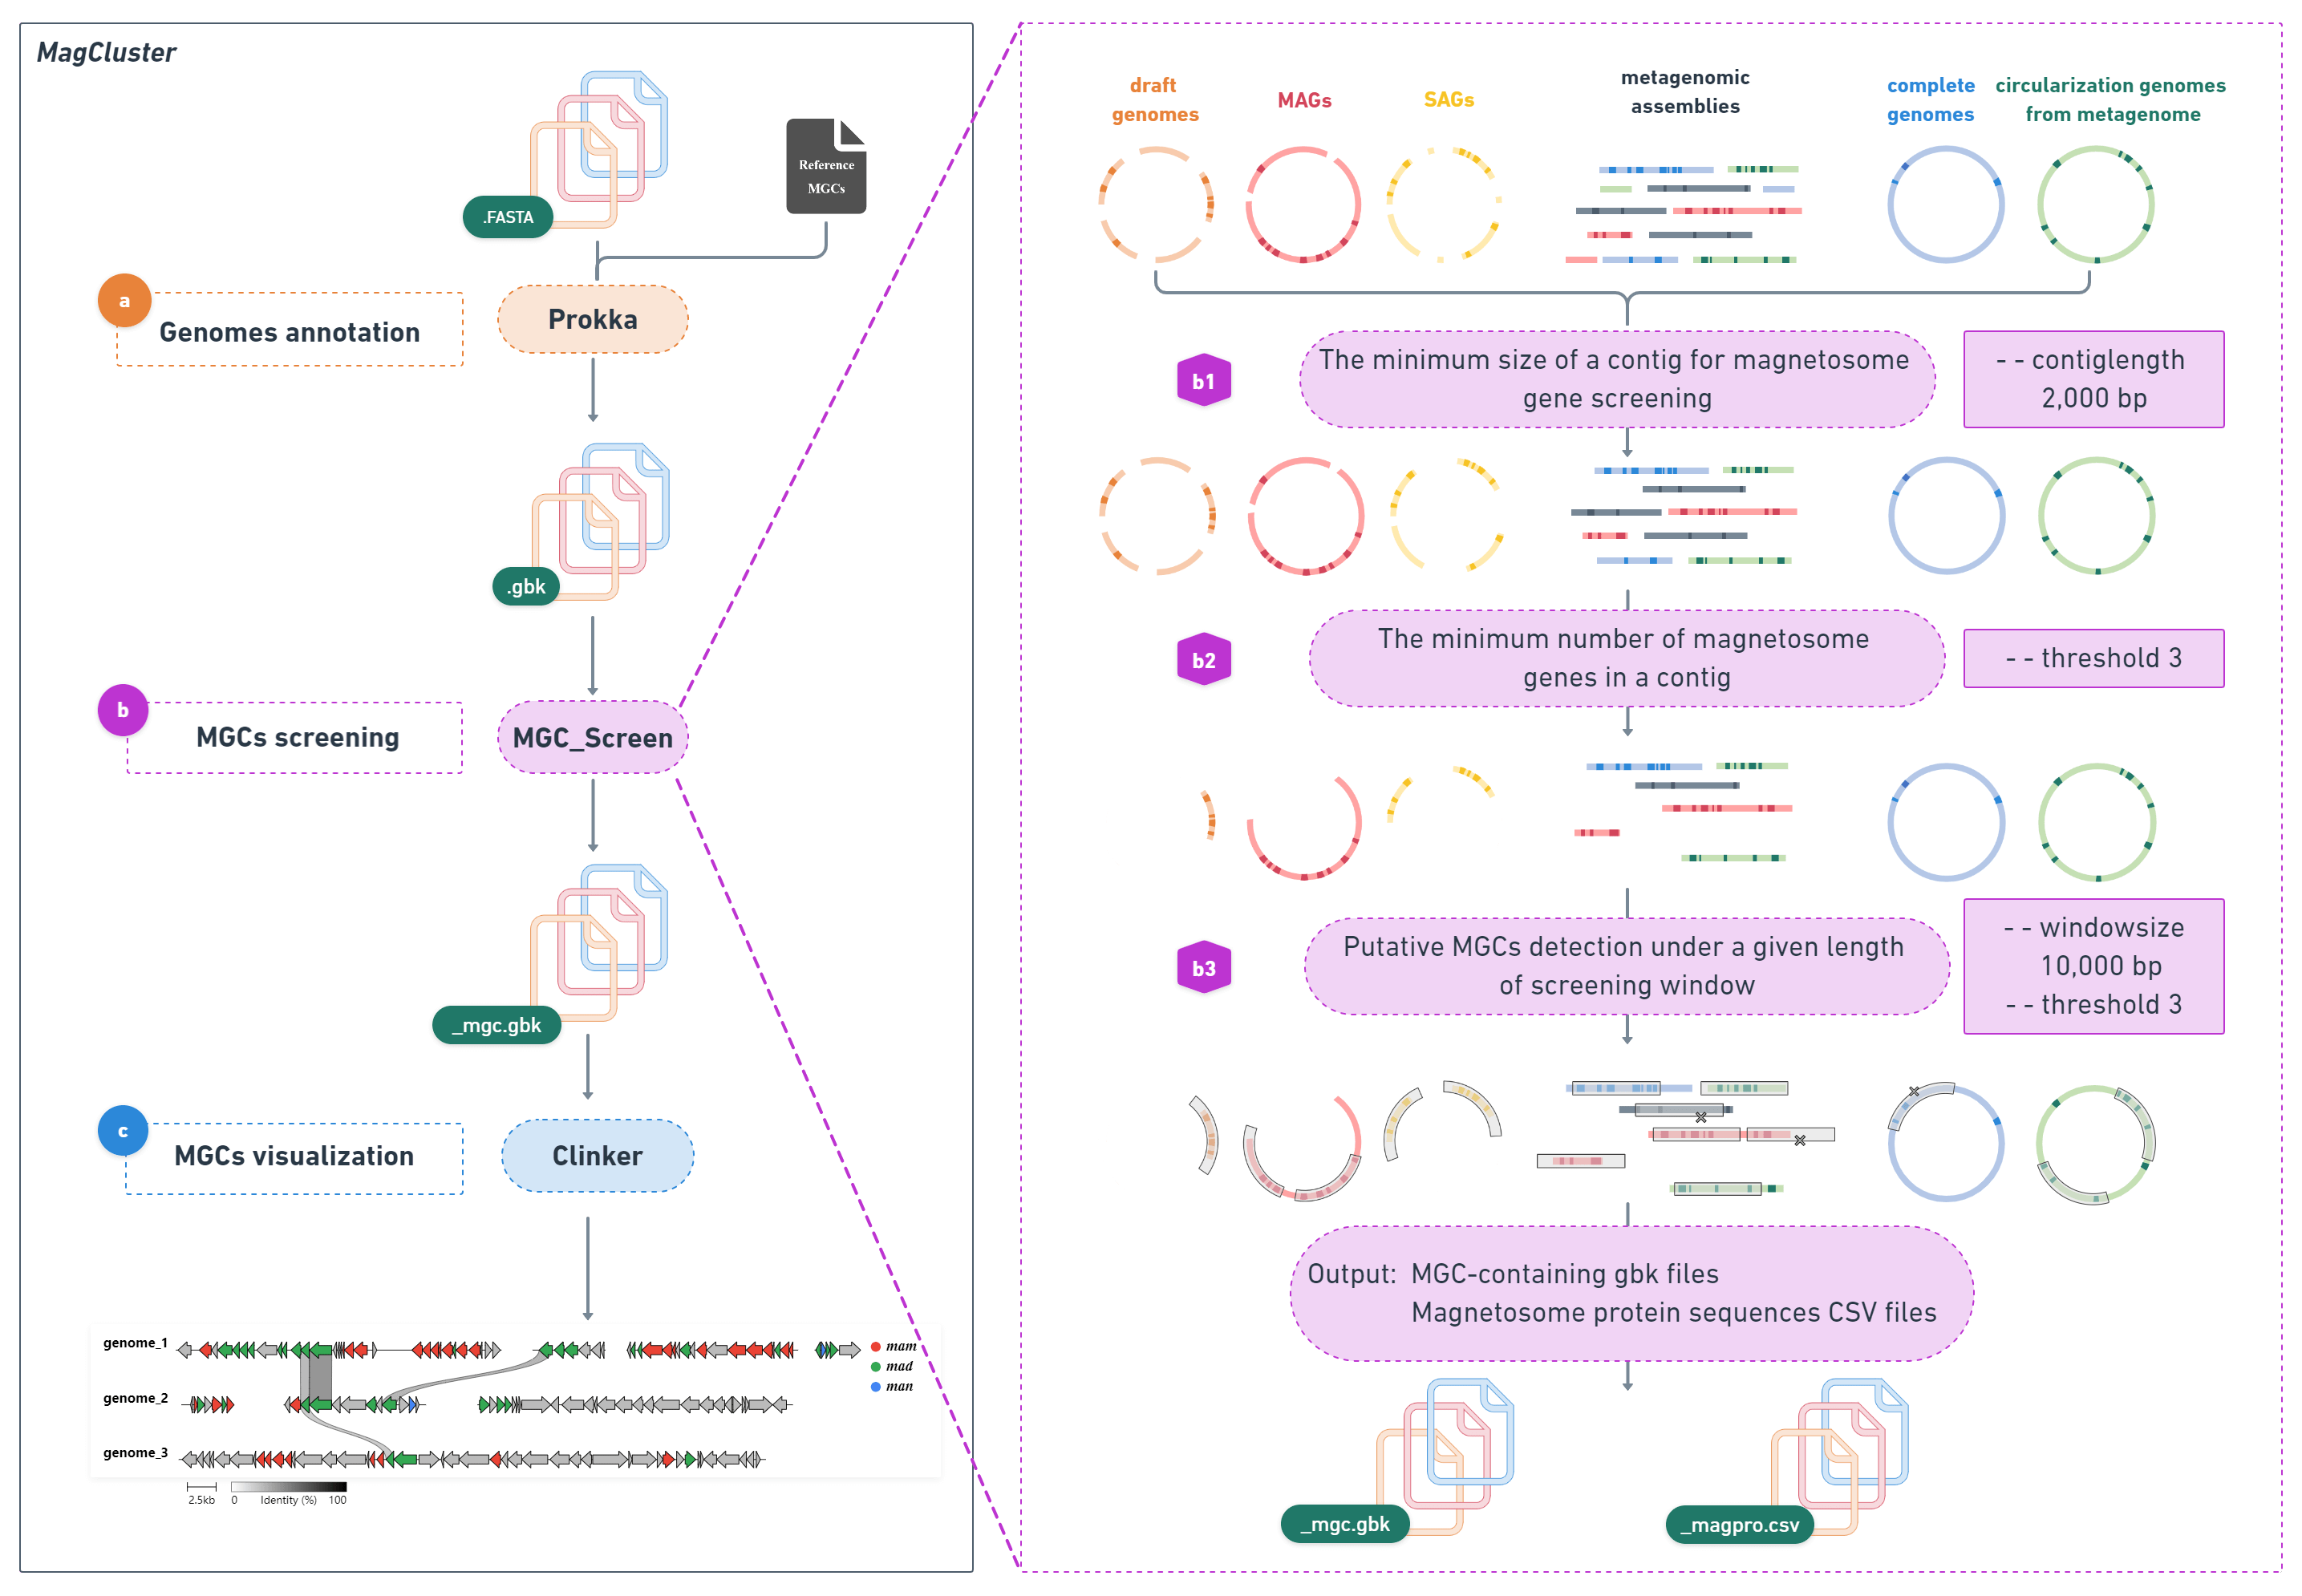 MagCluster
Reference
MGCs
.FASTA
a
Genomes annotation
Prokka
.gbk
b
MGCs screening
MGC_Screen
_mgc.gbk
c
MGCs visualization
Clinker
genome_1
genome_2
genome_3
mam
mad
man
2.5kb
0 Identity (%) 100
draft
genomes
MAGs
SAGs
metagenomic
assemblies
complete
genomes
circularization genomes
from metagenome
b1
The minimum size of a contig for magnetosome
gene screening
- - contiglength
2,000 bp
b2
The minimum number of magnetosome
genes in a contig
- - threshold 3
b3
Putative MGCs detection under a given length
of screening window
- - windowsize
10,000 bp
- - threshold 3
Output: MGC-containing gbk files
Magnetosome protein sequences CSV files
_mgc.gbk
_magpro.csv